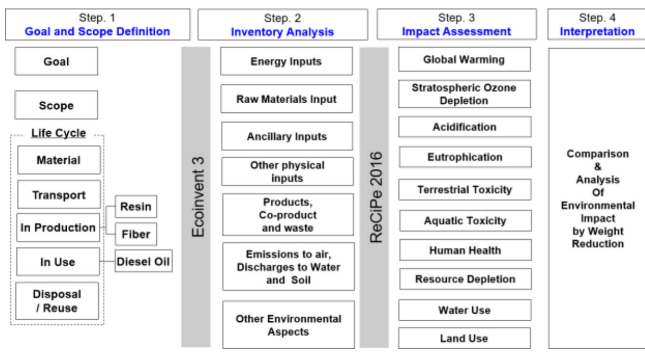 Step. 1
Goal and Scope Definition
Goal
Scope
Life Cycle
Material
Transport
In Production
Resin
Fiber
In Use
Diesel Oil
Disposal
/ Reuse
Ecoinvent 3
Step. 2
Inventory Analysis
Energy Inputs
Raw Materials Input
Ancillary Inputs
Other physical
inputs
Products,
Co-product
and waste
Emissions to air,
Discharges to Water
and Soil
Other Environmental
Aspects
ReCiPe 2016
Step. 3
Impact Assessment
Global Warming
Stratospheric Ozone
Depletion
Acidification
Eutrophication
Terrestrial Toxicity
Aquatic Toxicity
Human Health
Resource Depletion
Water Use
Land Use
Step. 4
Interpretation
Comparison
&
Analysis
Of
Environmental
Impact
by Weight
Reduction